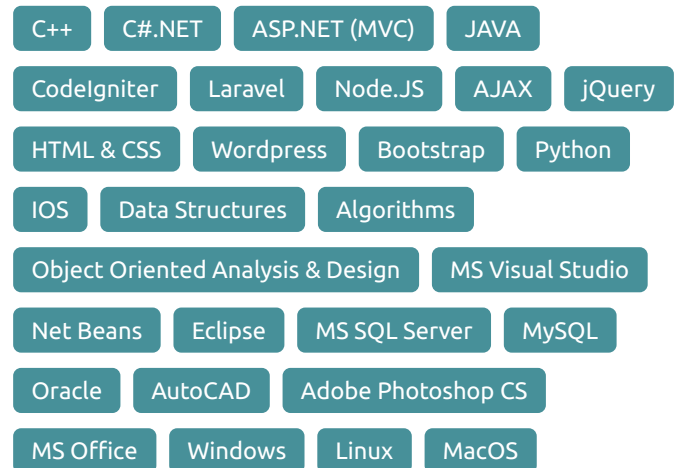 C++ C#.NET ASP.NET (MVC) JAVA
CodeIgniter Laravel Node.JS AJAX jQuery
HTML & CSS Wordpress Bootstrap Python
IOS Data Structures Algorithms
Object Oriented Analysis & Design MS Visual Studio
Net Beans Eclipse MS SQL Server MySQL
Oracle AutoCAD Adobe Photoshop CS
MS Office Windows Linux MacOS